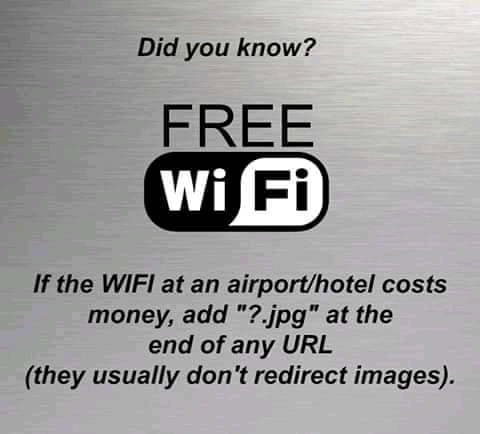 Did you know?
FREE
Wi Fi
If the WIFI at an airport/hotel costs
money, add "?.jpg" at the
end of any URL
(they usually don't redirect images).